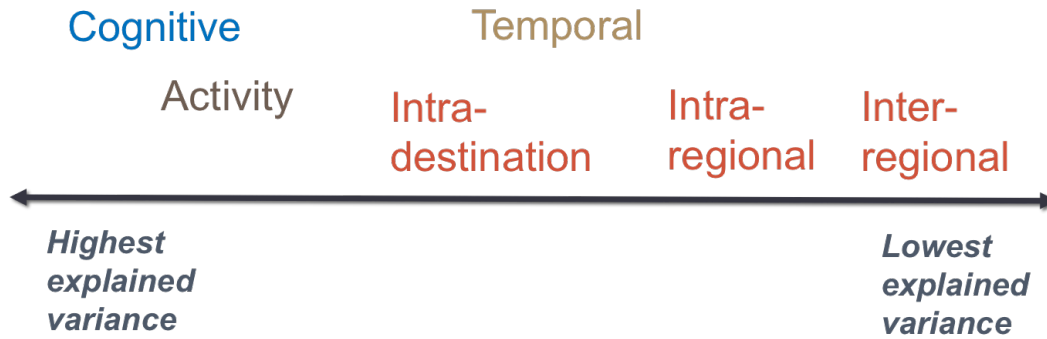 Cognitive
Temporal
Activity
Intra-
destination
Intra-
regional
Inter-
regional
Highest
explained
variance
Lowest
explained
variance